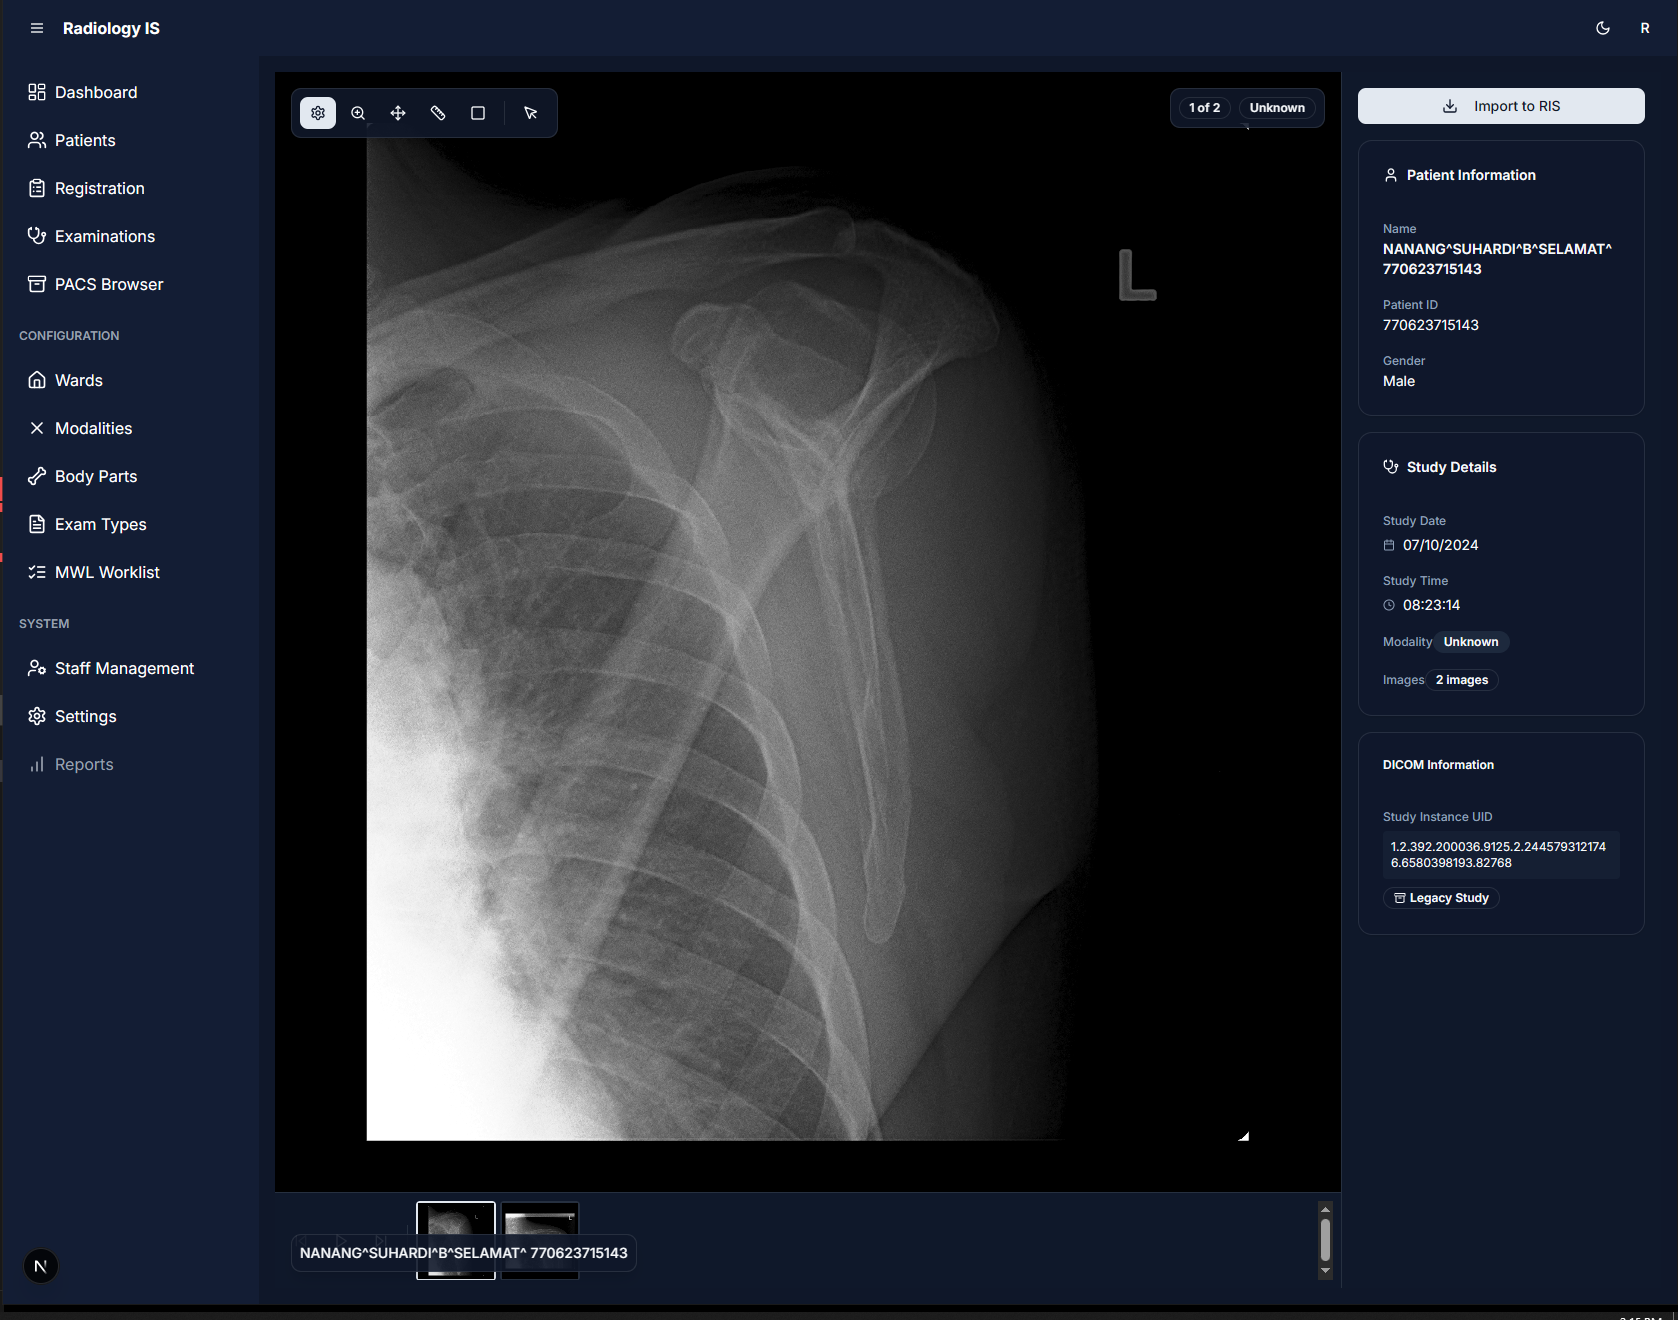 Radiology IS
R
Dashboard
Patients
Registration
Examinations
PACS Browser
CONFIGURATION
Wards
Modalities
Body Parts
Exam Types
MWL Worklist
SYSTEM
Staff Management
Settings
Reports
N
1 of 2 Unknown
L
NANANG^SUHARDI^B^SELAMAT^ 770623715143
Import to RIS
Patient Information
Name
NANANG^SUHARDI^B^SELAMAT^
770623715143
Patient ID
770623715143
Gender
Male
Study Details
Study Date
07/10/2024
Study Time
08:23:14
Modality Unknown
Images 2 images
DICOM Information
Study Instance UID
1.2.392.200036.9125.2.244579312174
6.6580398193.82768
Legacy Study